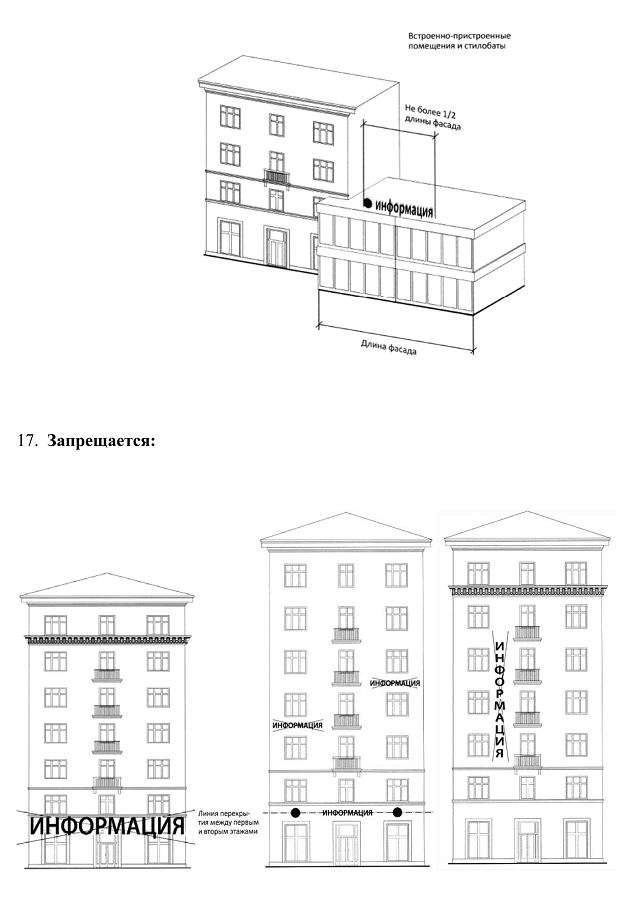 Встроенно-пристроенные
помещения и стилобаты
Не более 1/2
длины фасада
информация
Длина фасада
17. Запрещается:
ИНФОРМАЦИЯ
ИНФОРМАЦИЯ
ИНФОРМАЦИЯ
ИНФОРМАЦИЯ
Линия перекры-
тия между первым
и вторым этажами
ИНФОРМАЦИЯ